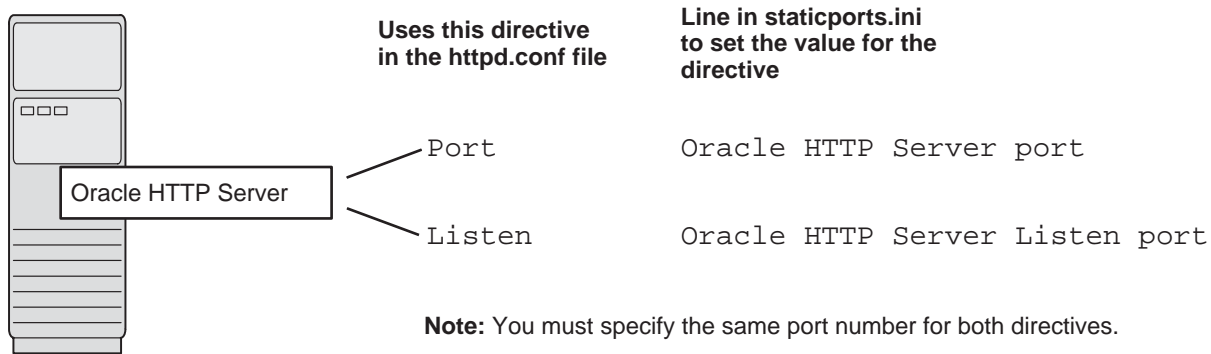 Uses this directive
in the httpd.conf file
Line in staticports.ini
to set the value for the
directive
Port
Oracle HTTP Server port
Oracle HTTP Server
Listen
Oracle HTTP Server Listen port
Note: You must specify the same port number for both directives.